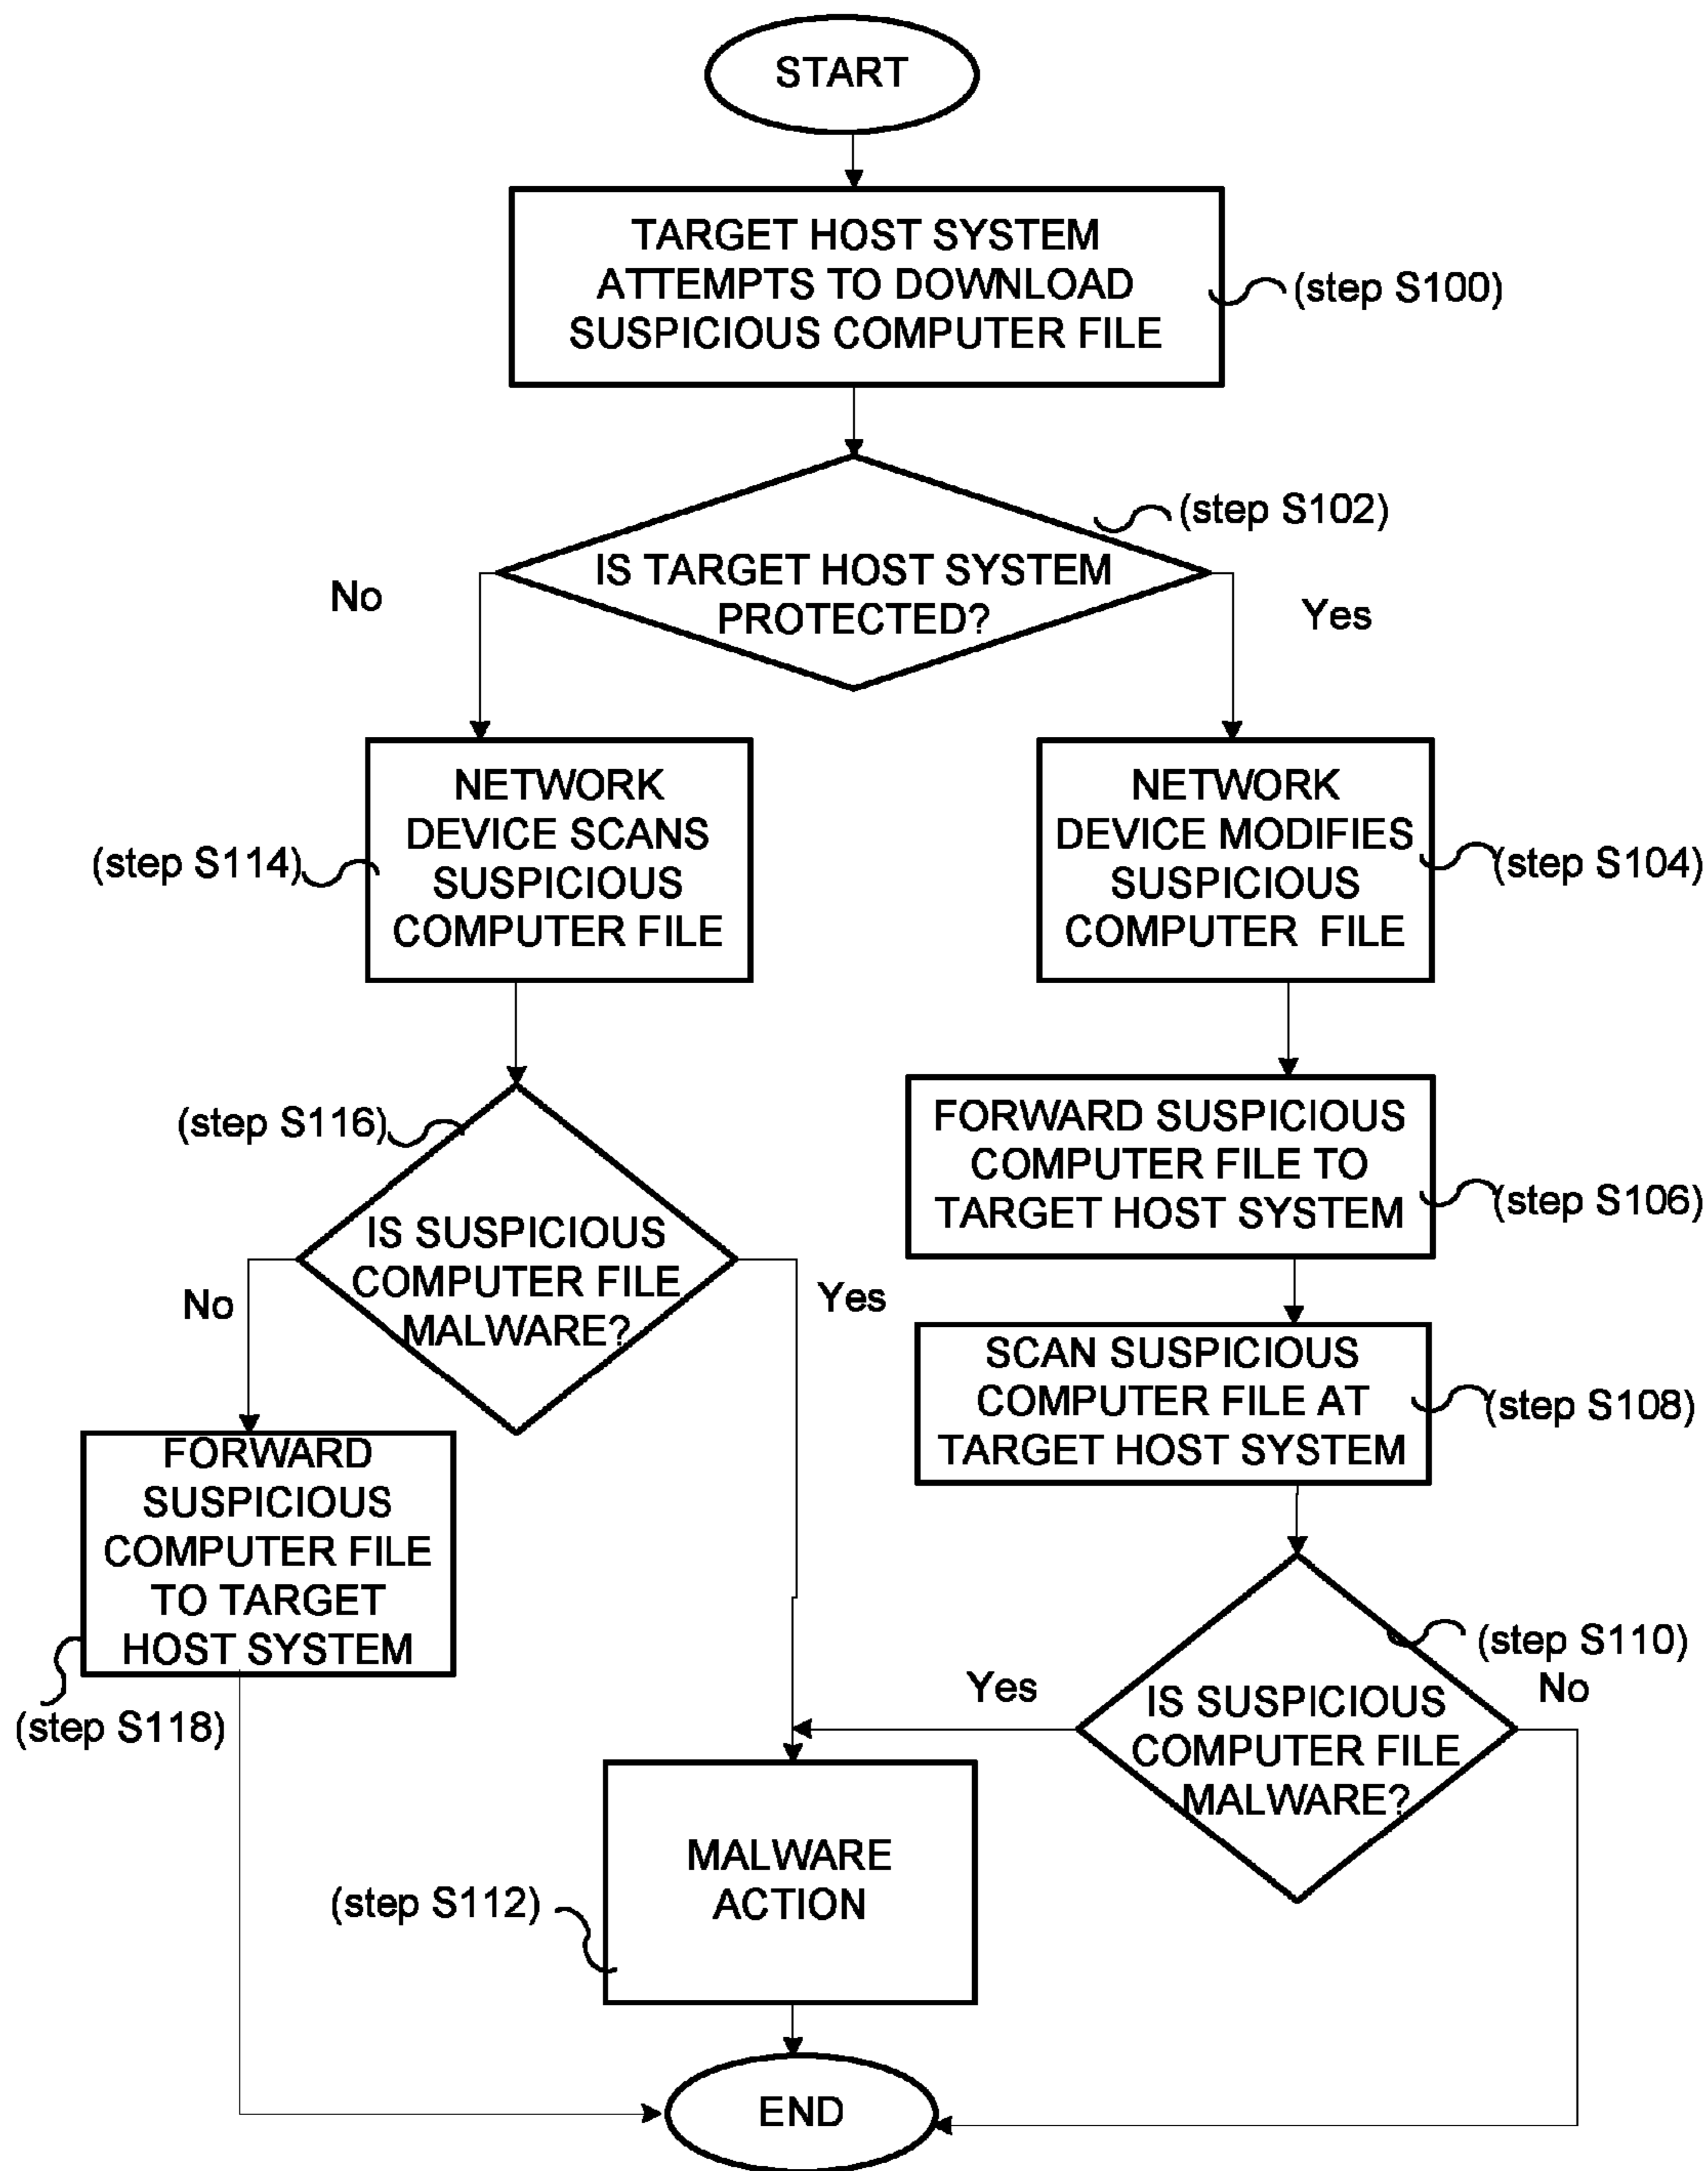 START
TARGET HOST SYSTEM
ATTEMPTS TO DOWNLOAD
SUSPICIOUS COMPUTER FILE
(step S100)
(step S102)
IS TARGET HOST SYSTEM
PROTECTED?
No
Yes
NETWORK
DEVICE SCANS
SUSPICIOUS
COMPUTER FILE
(step S114)
NETWORK
DEVICE MODIFIES
SUSPICIOUS
COMPUTER FILE
(step S104)
(step S116)
IS SUSPICIOUS
COMPUTER FILE
MALWARE?
No
Yes
FORWARD SUSPICIOUS
COMPUTER FILE TO
TARGET HOST SYSTEM
(step S106)
SCAN SUSPICIOUS
COMPUTER FILE AT
TARGET HOST SYSTEM
(step S108)
FORWARD
SUSPICIOUS
COMPUTER FILE
TO TARGET
HOST SYSTEM
(step S118)
(step S110)
Yes
No
IS SUSPICIOUS
COMPUTER FILE
MALWARE?
MALWARE
ACTION
(step S112)
END